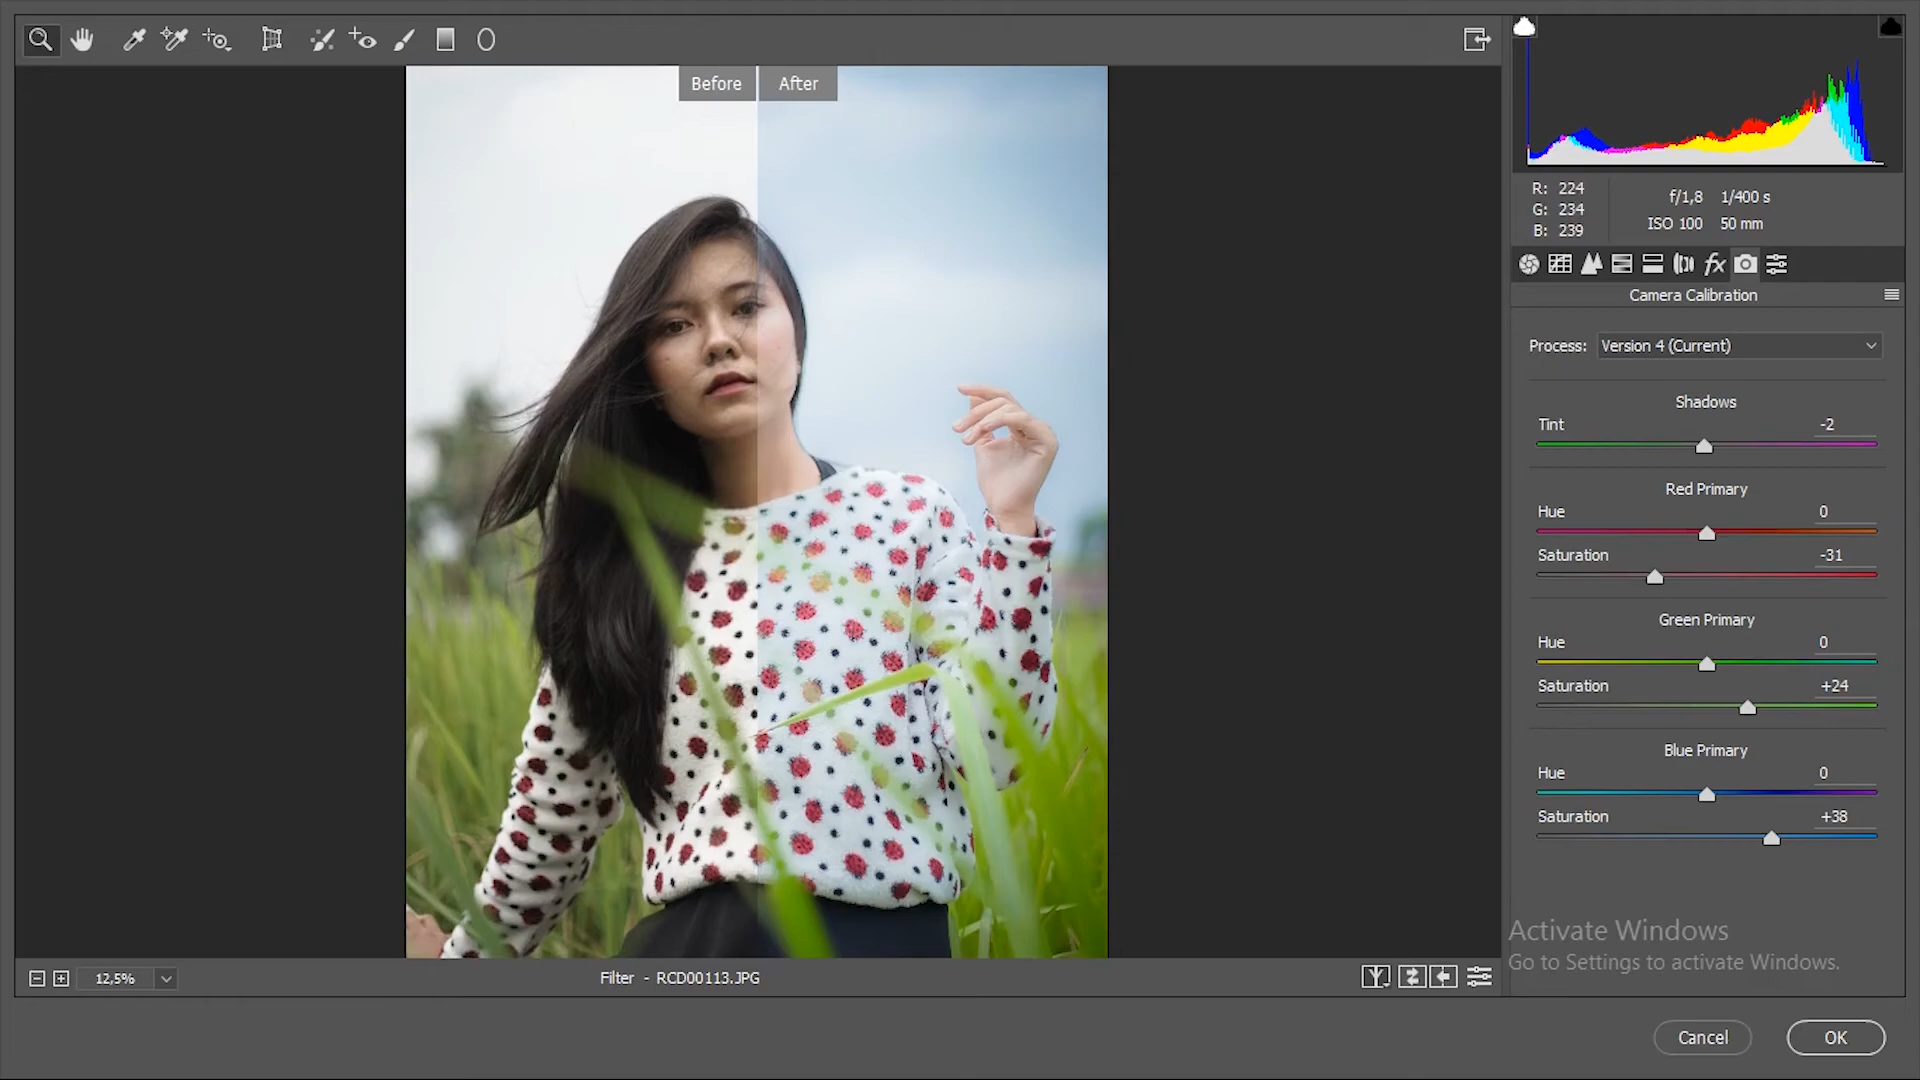 Before After
R: 224
G: 234
B: 239
f/1,8 1/400 s
ISO 100 50 mm
fx
Camera Calibration
Process: Version 4 (Current)
Shadows
Tint -2
Red Primary
Hue 0
Saturation -31
Green Primary
Hue 0
Saturation +24
Blue Primary
Hue 0
Saturation +38
Activate Windows
Go to Settings to activate Windows.
12,5%
Filter - RCD00113.JPG
Y
Cancel OK